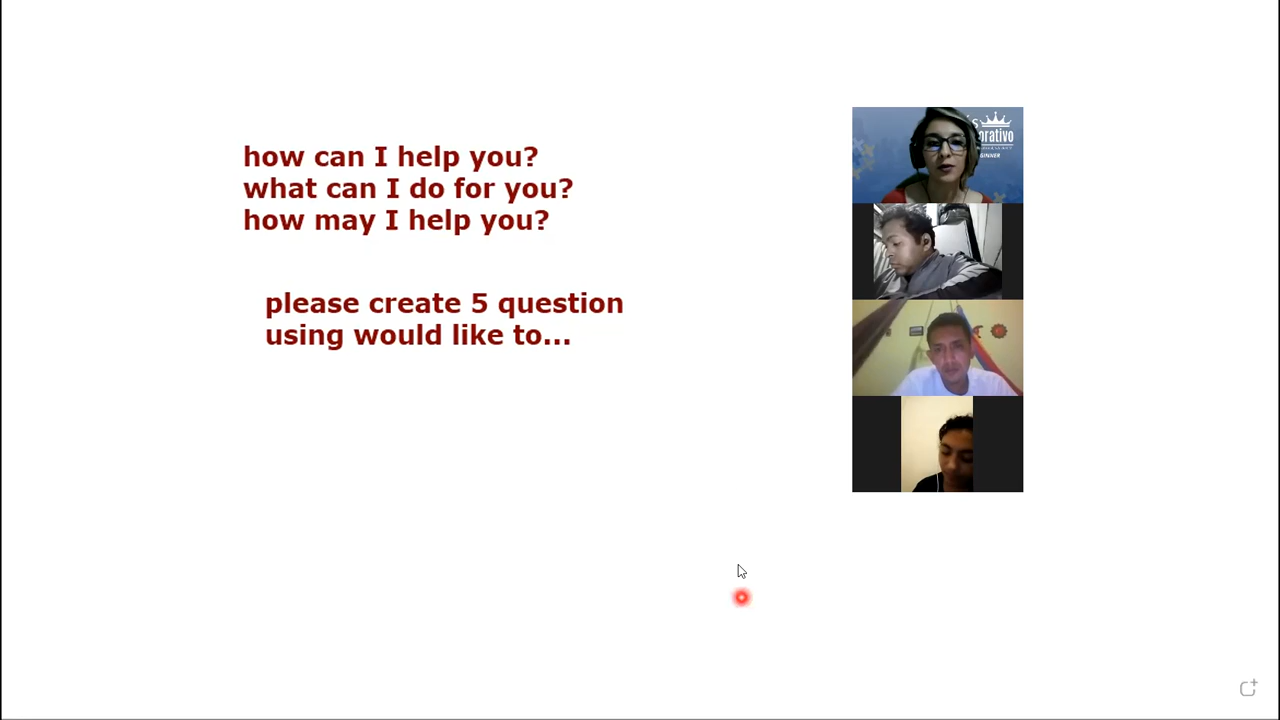 how can I help you?
what can I do for you?
how may I help you?
please create 5 question
using would like to...